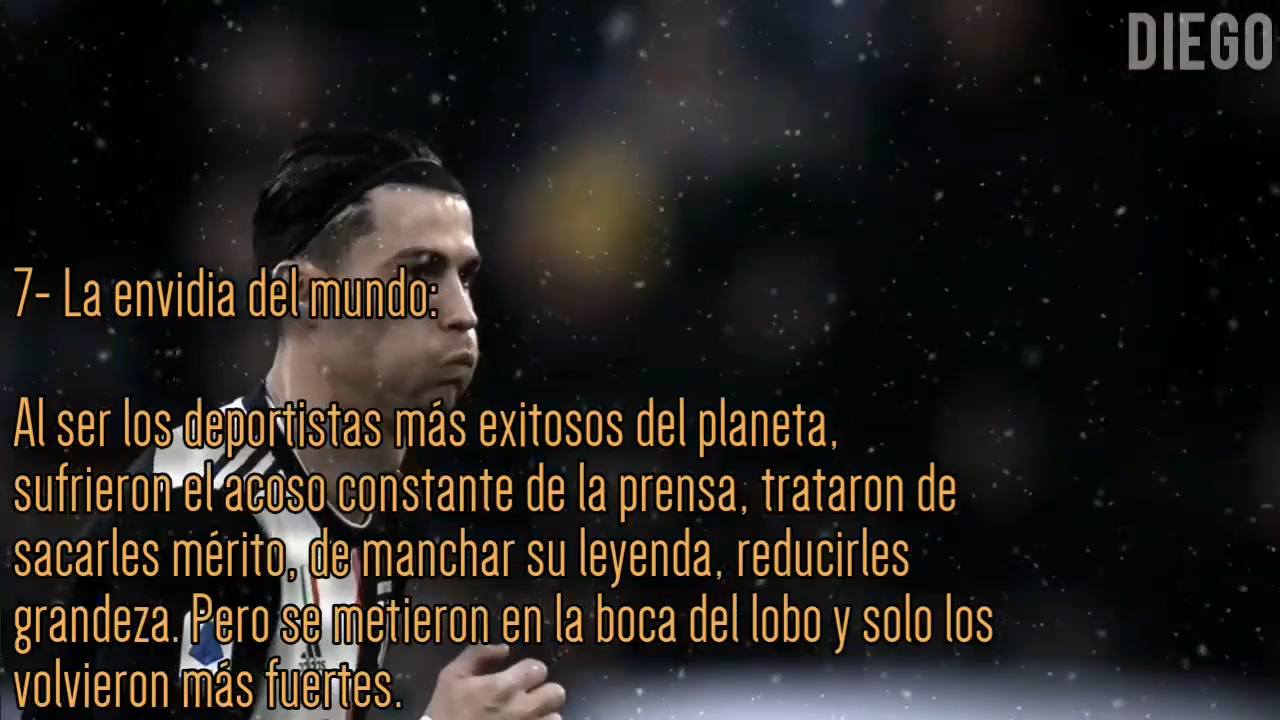 DIEGO
7- La envidia del mundo:
Al ser los deportistas más exitosos del planeta,
sufrieron el acoso constante de la prensa, trataron de
sacarles mérito, de manchar su leyenda, reducirles
grandeza. Pero se metieron en la boca del lobo y solo los
volvieron más fuertes.
adidas